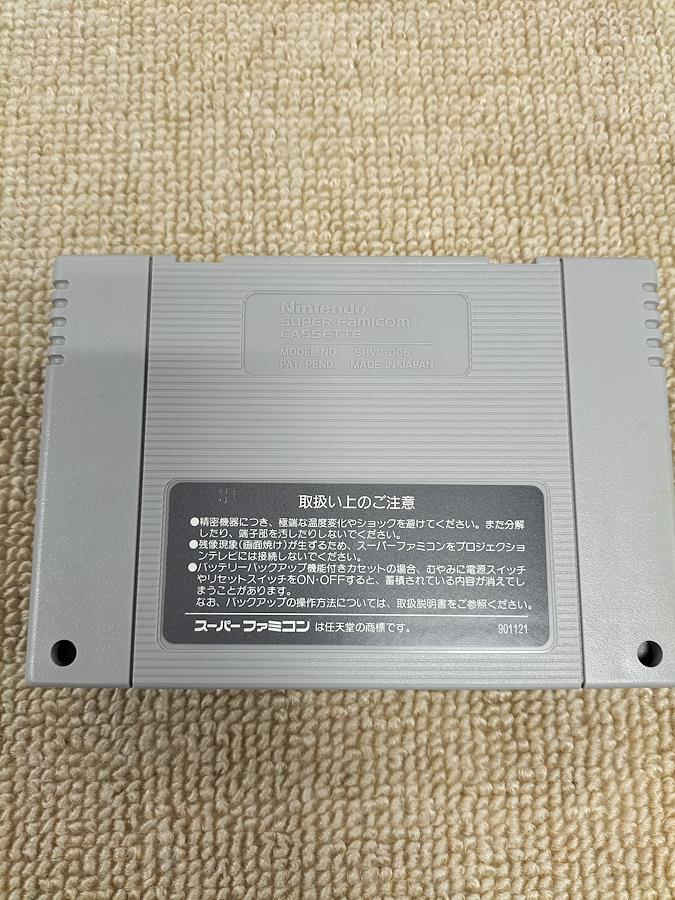 Nintendo®
SUPER FAMICOM®
CASSETTE
MODEL NO. SHVC-006
PAT. PEND. MADE IN JAPAN
取扱い上のご注意
●精密機器につき、極端な温度変化やショックを避けてください。また分解
したり、端子部を汚したりしないでください。
●残像現象(画面焼け)が生ずるため、スーパーファミコンをプロジェクショ
ンテレビには接続しないでください。
●バッテリーバックアップ機能付きカセットの場合、むやみに電源スイッチ
やリセットスイッチをON・OFFすると、蓄積されている内容が消えてし
まうことがあります。
なお、バックアップの操作方法については、取扱説明書をご参照ください。
スーパーファミコン は任天堂の商標です。 901121